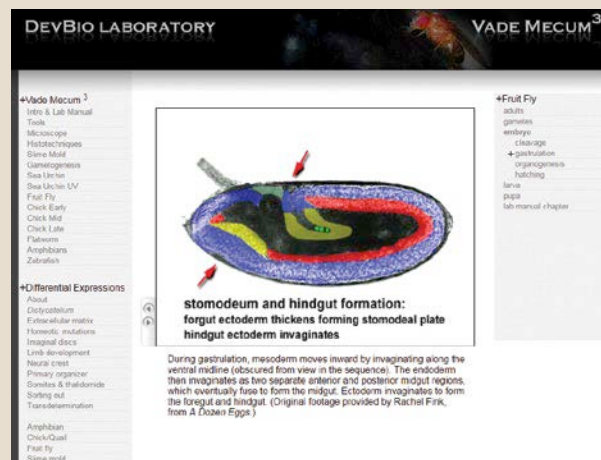 DEVBIO LABORATORY
VADE MECUM3
+Vade Mecum 3
Intro & Lab Manual
Tools
Microscope
Histotechniques
Slime Mold
Gametogenesis
Sea Urchin
Sea Urchin UV
Fruit Fly
Chick Early
Chick Mid
Chick Late
Flatworm
Amphibians
Zebrafish
+Differential Expressions
About
Dictyostelium
Extracellular matrix
Homeotic mutations
Imaginal discs
Limb development
Neural crest
Primary organizer
Somites & thalidomide
Sorting out
Transdetermination
Amphibian
Chick/Quail
Fruit fly
Slime mold
stomodeum and hindgut formation:
forgut ectoderm thickens forming stomodeal plate
hindgut ectoderm invaginates
During gastrulation, mesoderm moves inward by invaginating along the
ventral midline (obscured from view in the sequence). The endoderm
then invaginates as two separate anterior and posterior midgut regions,
which eventually fuse to form the midgut. Ectoderm invaginates to form
the foregut and hindgut. (Original footage provided by Rachel Fink,
from A Dozen Eggs.)
+Fruit Fly
adults
gametes
embryo
cleavage
+gastrulation
organogenesis
hatching
larva
pupa
lab manual chapter